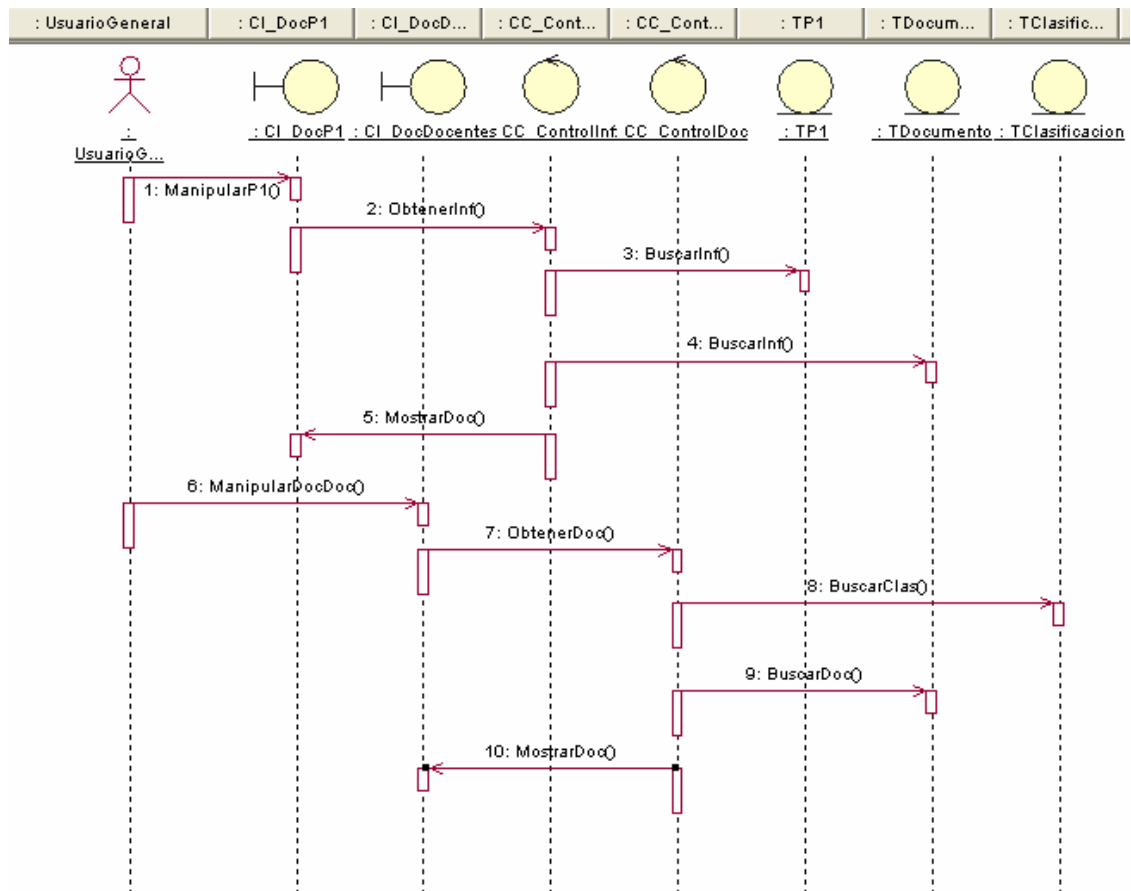 : UsuarioGeneral
: CI_DocP1
: CI_DocD...
: CC_Cont...
: CC_Cont...
: TP1
: TDocum...
: TClasific...
:
UsuarioG...
: CI_DocP1
: CI_DocDocentes
CC_ControlInf
: CC_ControlDoc
: TP1
: TDocumento
: TClasificacion
1: ManipularP1()
2: ObtenerInf()
3: BuscarInf()
4: BuscarInf()
5: MostrarDoc()
6: ManipularDocDoc()
7: ObtenerDoc()
8: BuscarClas()
9: BuscarDoc()
10: MostrarDoc()